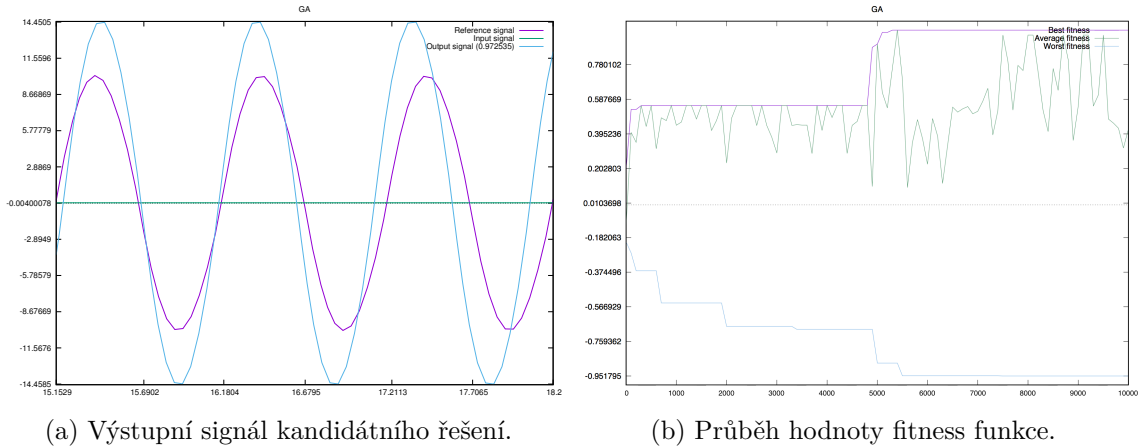 GA
Reference signal
Input signal
Output signal (0.972535)
14.4505
11.5596
8.66869
5.77779
2.8869
-0.00400078
-2.8949
-5.78579
-8.67669
-11.5676
-14.4585
15.1529 15.6902 16.1804 16.6795 17.2113 17.7065 18.2
(a) Výstupní signál kandidátního řešení.
GA
Best fitness
Average fitness
Worst fitness
0.780102
0.587669
0.395236
0.202803
0.0103698
-0.182063
-0.374496
-0.566929
-0.759362
-0.951795
0 1000 2000 3000 4000 5000 6000 7000 8000 9000 10000
(b) Průběh hodnoty fitness funkce.